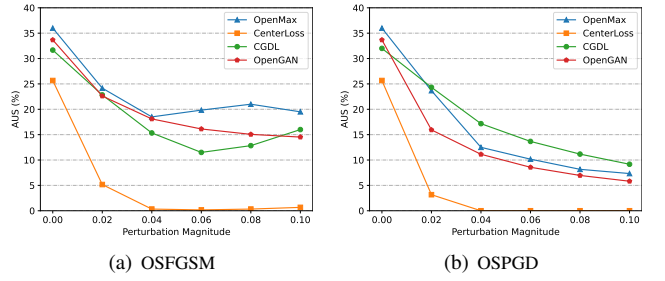 40
35
30
25
20
15
10
5
0
AUS (%)
0.00 0.02 0.04 0.06 0.08 0.10
Perturbation Magnitude
OpenMax
CenterLoss
CGDL
OpenGAN
(a) OSFGSM
40
35
30
25
20
15
10
5
0
AUS (%)
0.00 0.02 0.04 0.06 0.08 0.10
Perturbation Magnitude
OpenMax
CenterLoss
CGDL
OpenGAN
(b) OSPGD